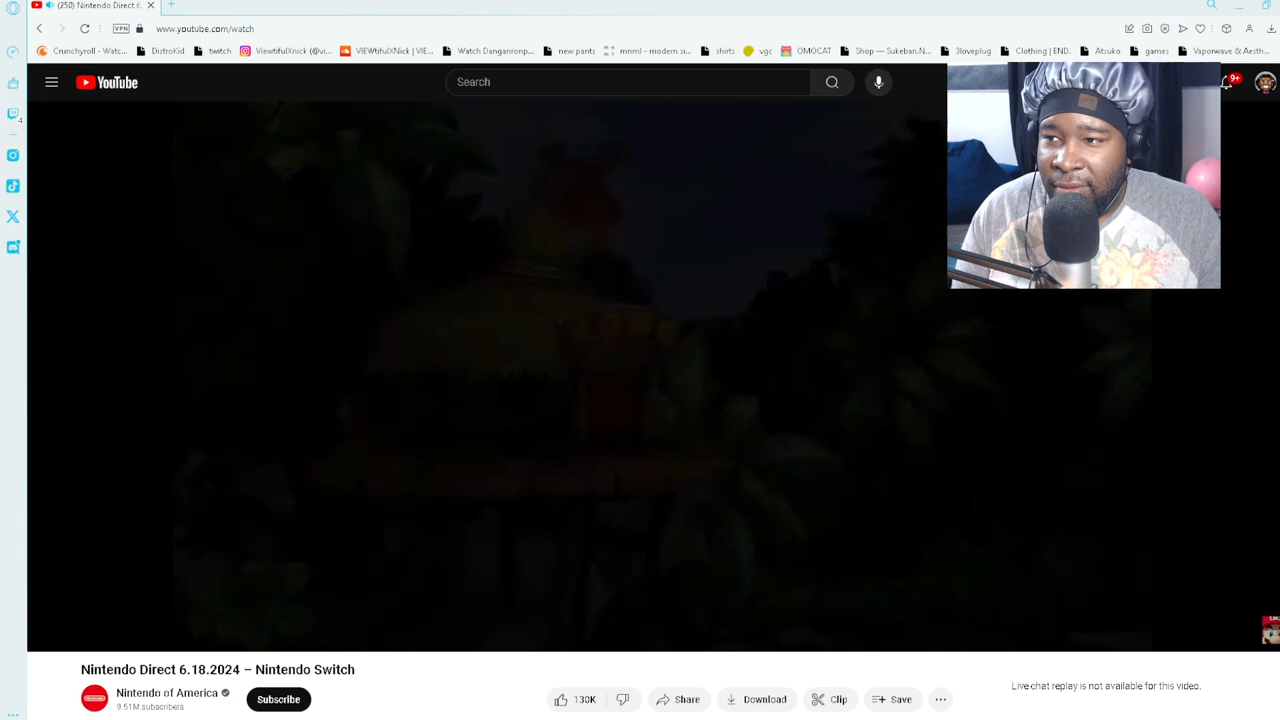 (250) Nintendo Direct 6.
VPN www.youtube.com/watch
Crunchyroll - Watc... DistroKid twitch ViewtifulXnick (@vi... VIEWtifulXNick | VIE... Watch Danganronp... new pants mnml - modern si... shirts vgc OMOCAT Shop — Sukeban.N... 3loveplug Clothing | END. Atsuko games Vaporwave & Aesth...
YouTube Search 9+
4
Nintendo Direct 6.18.2024 – Nintendo Switch
Nintendo of America
9.51M subscribers
Subscribe
130K Share Download Clip Save
Live chat replay is not available for this video.